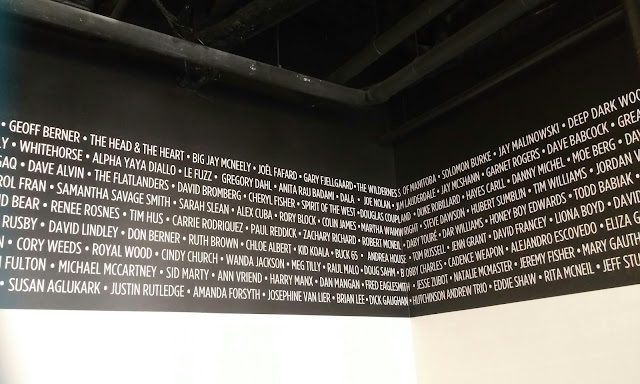 • GEOFF BERNER • THE HEAD & THE HEART • BIG JAY MCNEELY • JOËL FAFARD • GARY FJELLGAARD • THE WILDERNESS OF MANITOBA • SOLOMON BURKE • JAY MALINOWSKI • DEEP DARK WOO
LY • WHITEHORSE • ALPHA YAYA DIALLO • LE FUZZ • GREGORY DAHL • ANITA RAU BADAMI • DALA • JOE NOLAN • JIM LAUDERDALE • JAY MCSHANN • GARNET ROGERS • DAVE BABCOCK • GREA
GAQ • DAVE ALVIN • THE FLATLANDERS • DAVID BROMBERG • CHERYL FISHER • SPIRIT OF THE WEST • DOUGLAS COUPLAND • DUKE ROBILLARD • HAYES CARLL • DANNY MICHEL • MOE BERG • DA
ROL FRAN • SAMANTHA SAVAGE SMITH • SARAH SLEAN • ALEX CUBA • RORY BLOCK • COLIN JAMES • MARTHA WAINWRIGHT • STEVE DAWSON • HUBERT SUMLIN • TIM WILLIAMS • JORDAN
D BEAR • RENEE ROSNES • TIM HUS • CARRIE RODRIGUEZ • PAUL REDDICK • ZACHARY RICHARD • ROBERT MCNEIL • DABY TOURÉ • DAR WILLIAMS • HONEY BOY EDWARDS • TODD BABIAK •
RUSBY • DAVID LINDLEY • DON BERNER • RUTH BROWN • CHLOE ALBERT • KID KOALA • BUCK 65 • ANDREA HOUSE • TOM RUSSELL • JENN GRANT • DAVID FRANCEY • LIONA BOYD • DAVID
N • CORY WEEDS • ROYAL WOOD • CINDY CHURCH • WANDA JACKSON • MEG TILLY • RAUL MALO • DOUG SAHM • BOBBY CHARLES • CADENCE WEAPON • ALEJANDRO ESCOVEDO • ELIZA G
N FULTON • MICHAEL MCCARTNEY • SID MARTY • ANN VRIEND • HARRY MANX • DAN MANGAN • FRED EAGLESMITH • JESSE ZUBOT • NATALIE MCMASTER • JEREMY FISHER • MARY GAUTH
• SUSAN AGLUKARK • JUSTIN RUTLEDGE • AMANDA FORSYTH • JOSEPHINE VAN LIER • BRIAN LEE • DICK GAUGHAN • HUTCHINSON ANDREW TRIO • EDDIE SHAW • RITA MCNEIL • JEFF STU